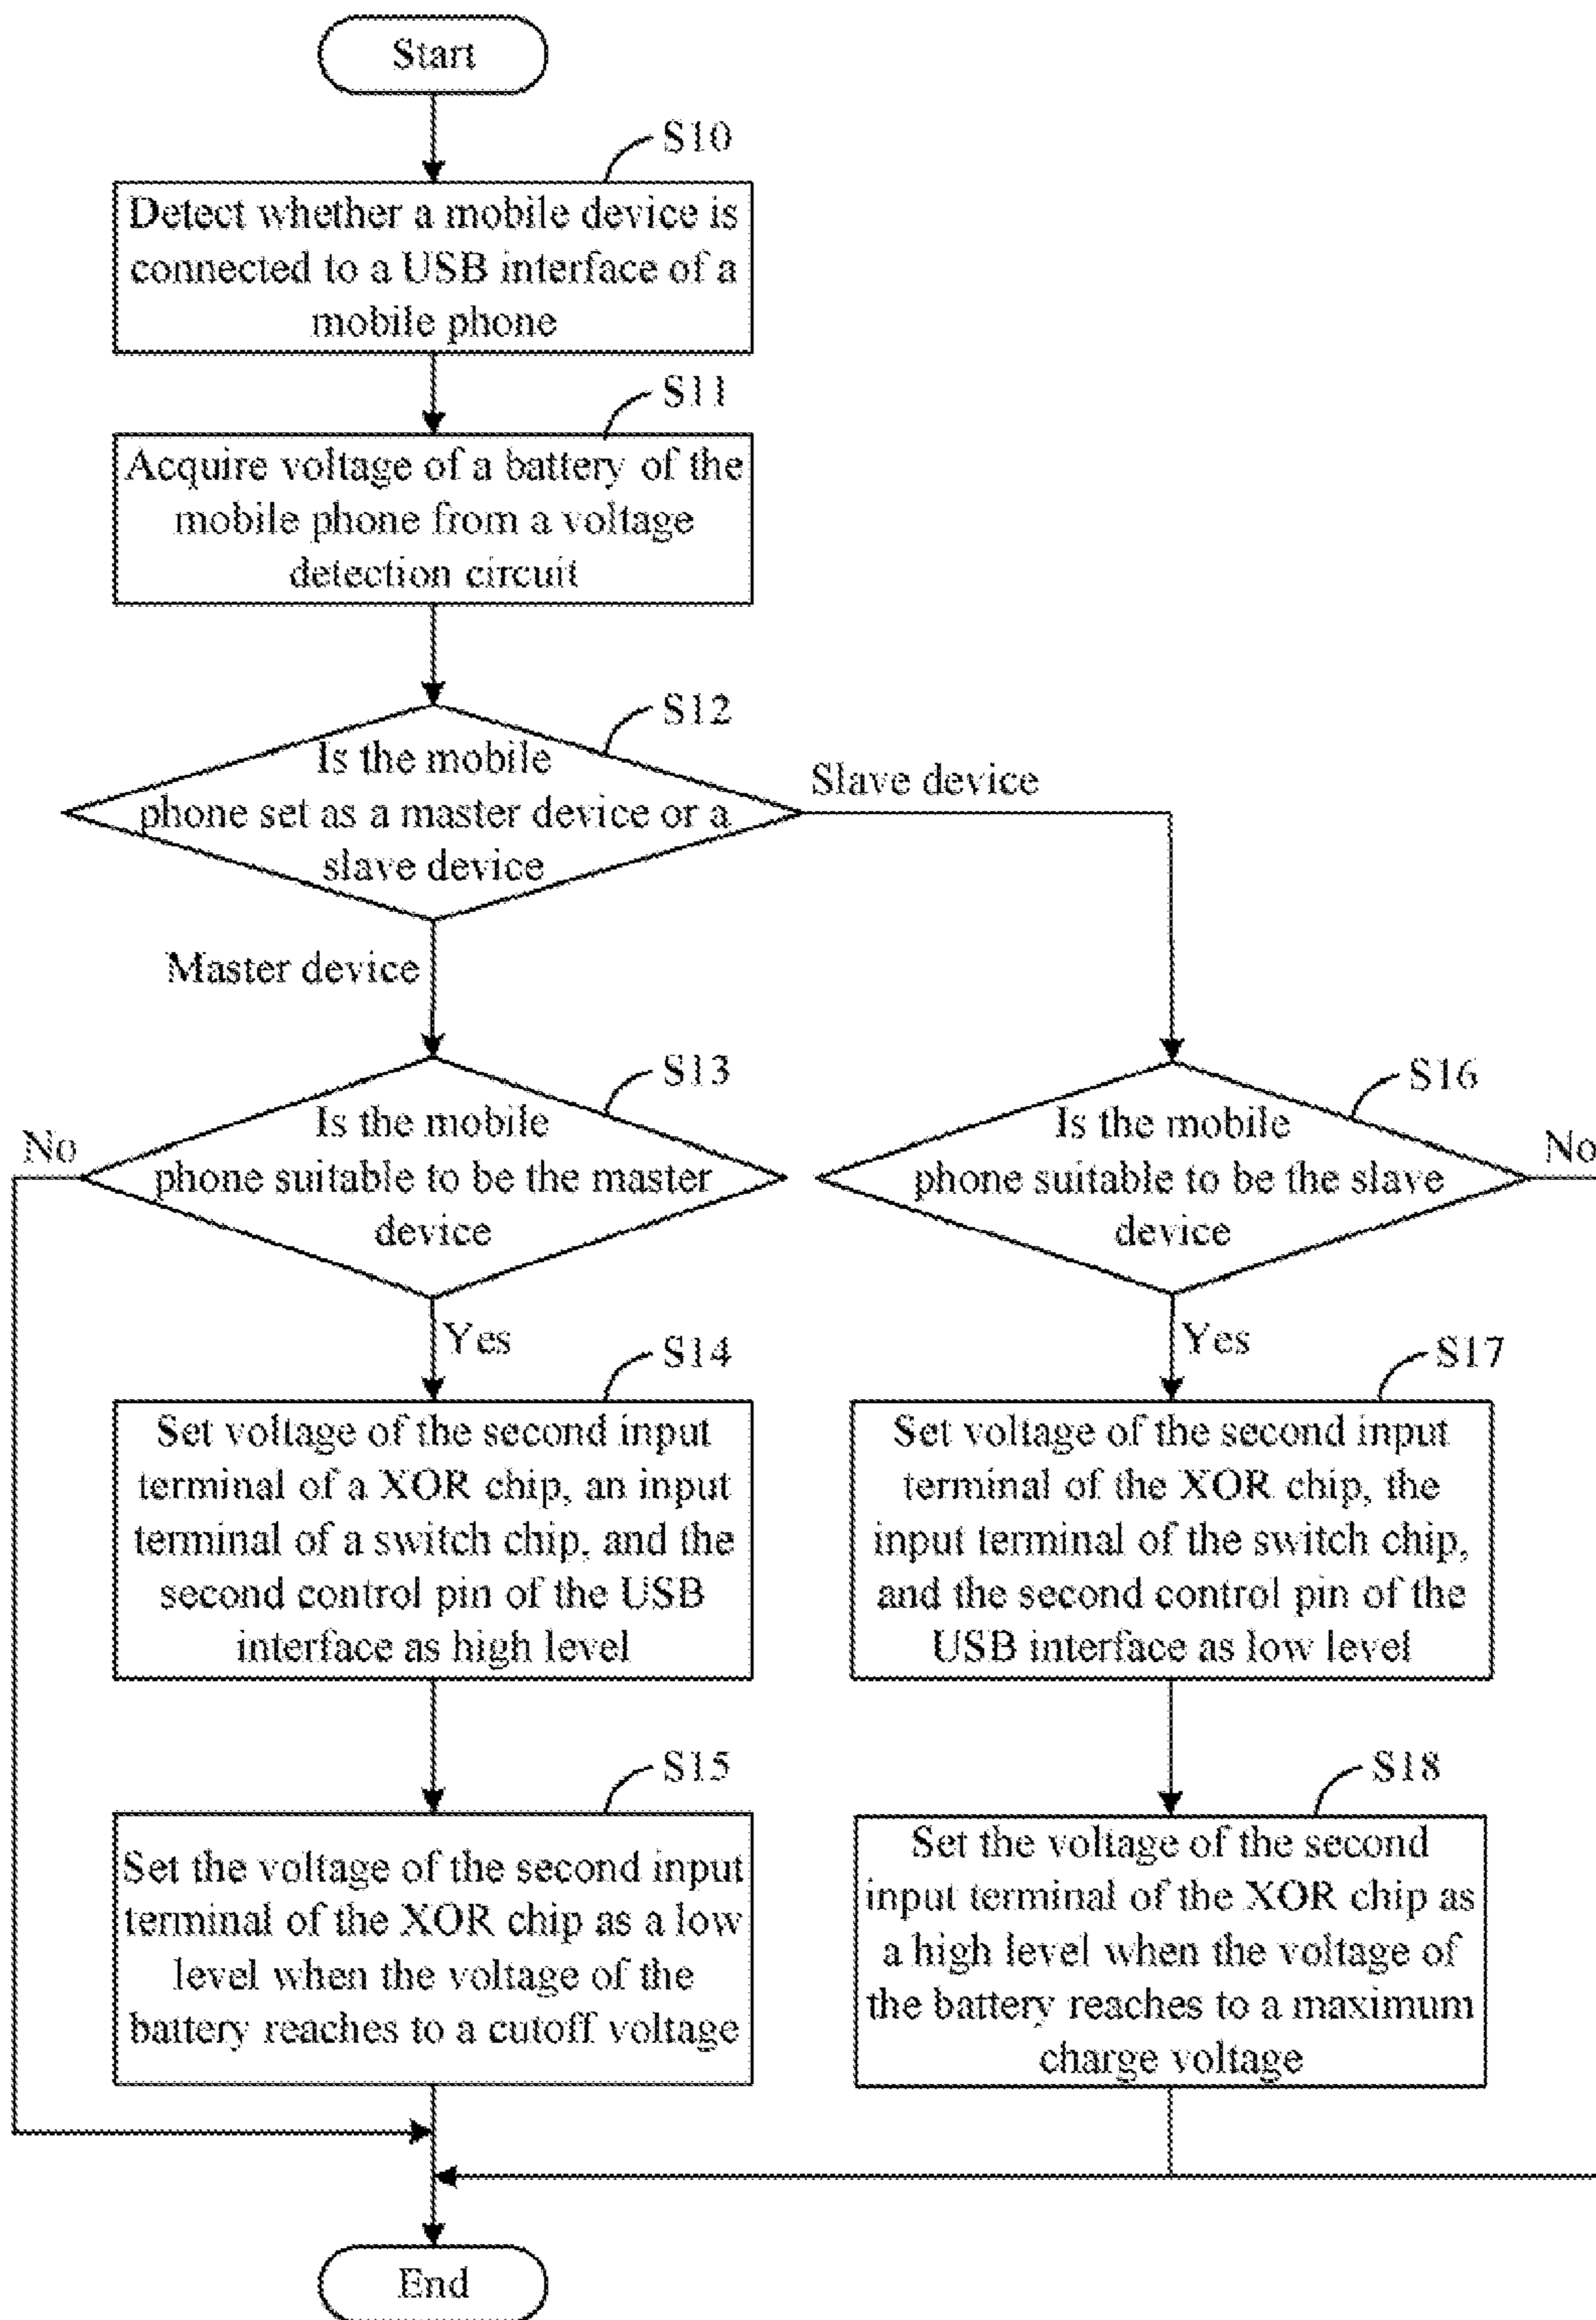 Start
S10
Detect whether a mobile device is
connected to a USB interface of a
mobile phone
S11
Acquire voltage of a battery of the
mobile phone from a voltage
detection circuit
S12
Is the mobile
phone set as a master device or a
slave device
Slave device
Master device
S13
Is the mobile
phone suitable to be the master
device
No
Yes
S16
Is the mobile
phone suitable to be the slave
device
No
Yes
S14
Set voltage of the second input
terminal of a XOR chip, an input
terminal of a switch chip, and the
second control pin of the USB
interface as high level
S17
Set voltage of the second input
terminal of the XOR chip, the
input terminal of the switch chip,
and the second control pin of the
USB interface as low level
S15
Set the voltage of the second input
terminal of the XOR chip as a low
level when the voltage of the
battery reaches to a cutoff voltage
S18
Set the voltage of the second
input terminal of the XOR chip as
a high level when the voltage of
the battery reaches to a maximum
charge voltage
End